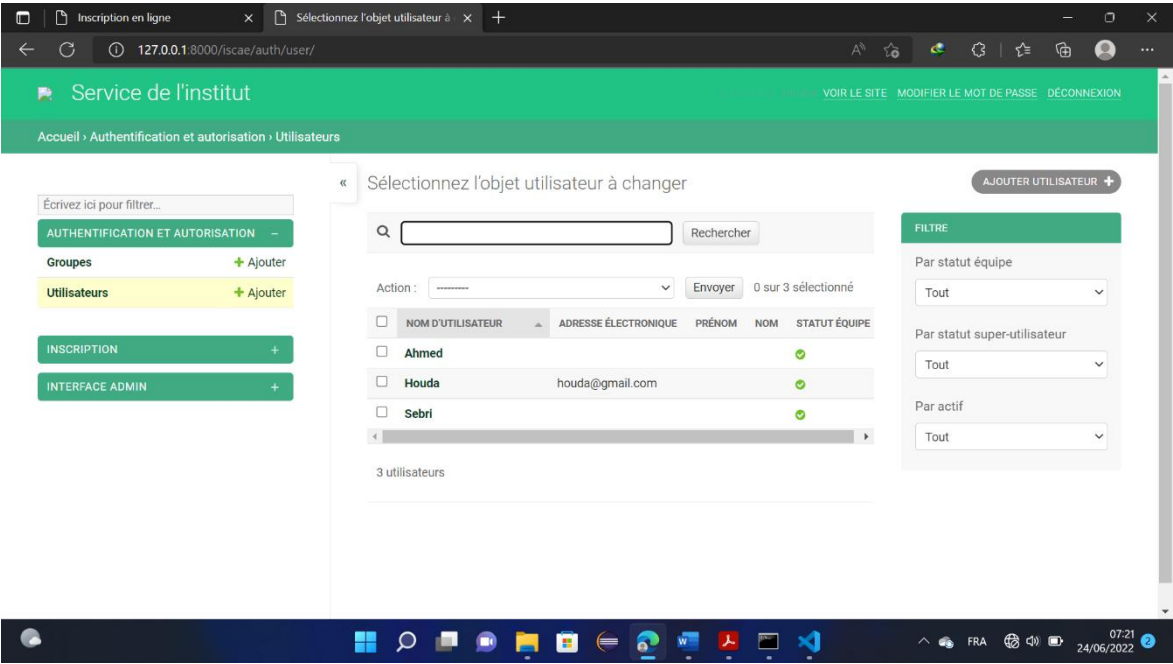 Inscription en ligne
Sélectionnez l'objet utilisateur à
127.0.0.1:8000/iscae/auth/user/
Service de l'institut
VOIR LE SITE MODIFIER LE MOT DE PASSE DÉCONNEXION
Accueil › Authentification et autorisation › Utilisateurs
«
Sélectionnez l'objet utilisateur à changer
AJOUTER UTILISATEUR +
Écrivez ici pour filtrer...
AUTHENTIFICATION ET AUTORISATION –
Groupes + Ajouter
Utilisateurs + Ajouter
INSCRIPTION +
INTERFACE ADMIN +
Rechercher
Action : --------- Envoyer 0 sur 3 sélectionné
NOM D'UTILISATEUR ADRESSE ÉLECTRONIQUE PRÉNOM NOM STATUT ÉQUIPE
Ahmed
Houda houda@gmail.com
Sebri
3 utilisateurs
FILTRE
Par statut équipe
Tout
Par statut super-utilisateur
Tout
Par actif
Tout
FRA
07:21
24/06/2022
2